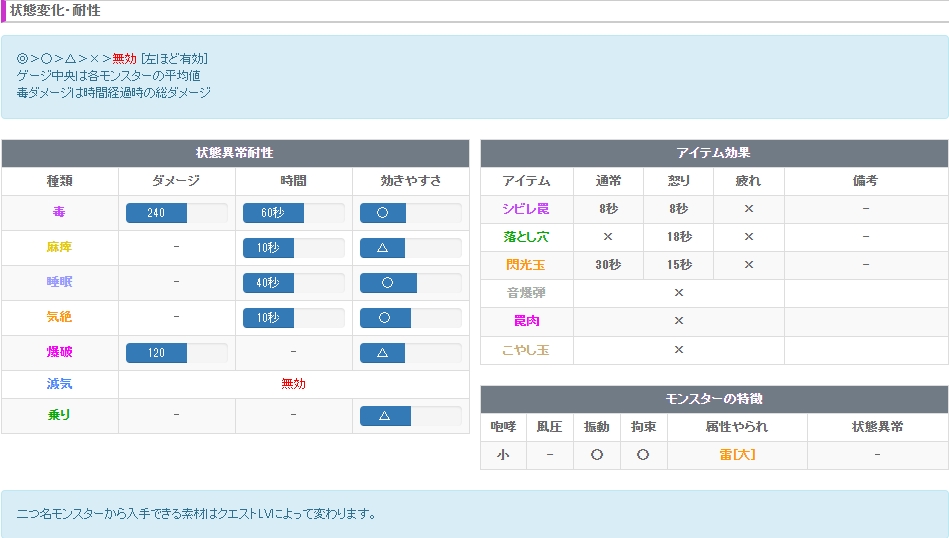 状態変化・耐性
◎>○>△>×>無効 [左ほど有効]
ゲージ中央は各モンスターの平均値
毒ダメージは時間経過時の総ダメージ
状態異常耐性
種類 ダメージ 時間 効きやすさ
毒 240 60秒 ○
麻痺 - 10秒 △
睡眠 - 40秒 ○
気絶 - 10秒 ○
爆破 120 - △
減気 無効
乗り - - △
アイテム効果
アイテム 通常 怒り 疲れ 備考
シビレ罠 8秒 8秒 × -
落とし穴 × 18秒 × -
閃光玉 30秒 15秒 × -
音爆弾 ×
罠肉 ×
こやし玉 ×
モンスターの特徴
咆哮 風圧 振動 拘束 属性やられ 状態異常
小 - ○ ○ 雷[大] -
二つ名モンスターから入手できる素材はクエストLVによって変わります。